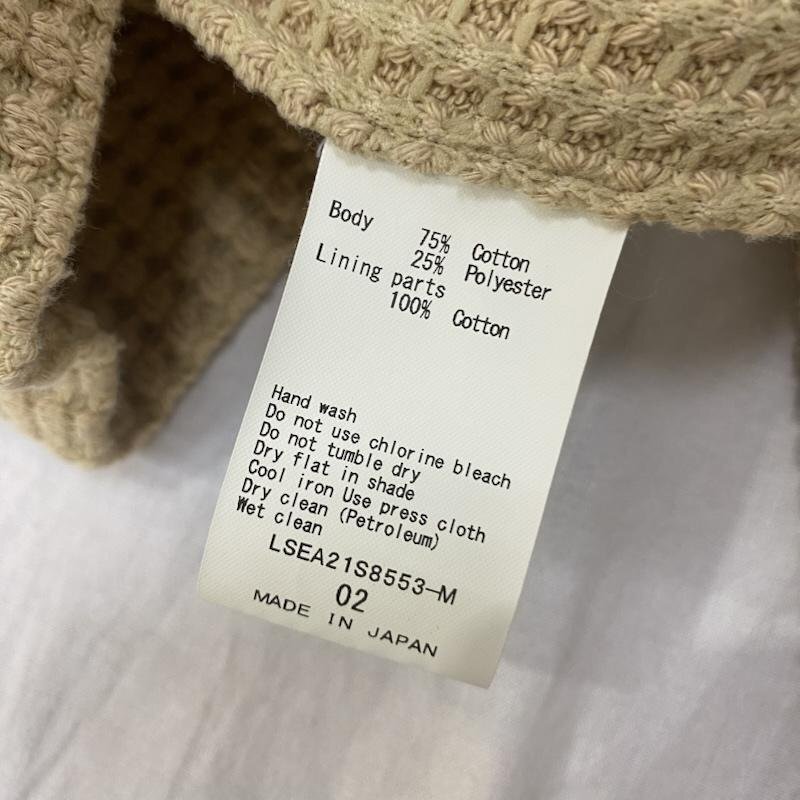 Body 75% Cotton
25% Polyester
Lining parts
100% Cotton
Hand wash
Do not use chlorine bleach
Do not tumble dry
Dry flat in shade
Cool iron Use press cloth
Dry clean (Petroleum)
Wet clean
LSEA21S8553-M
02
MADE IN JAPAN